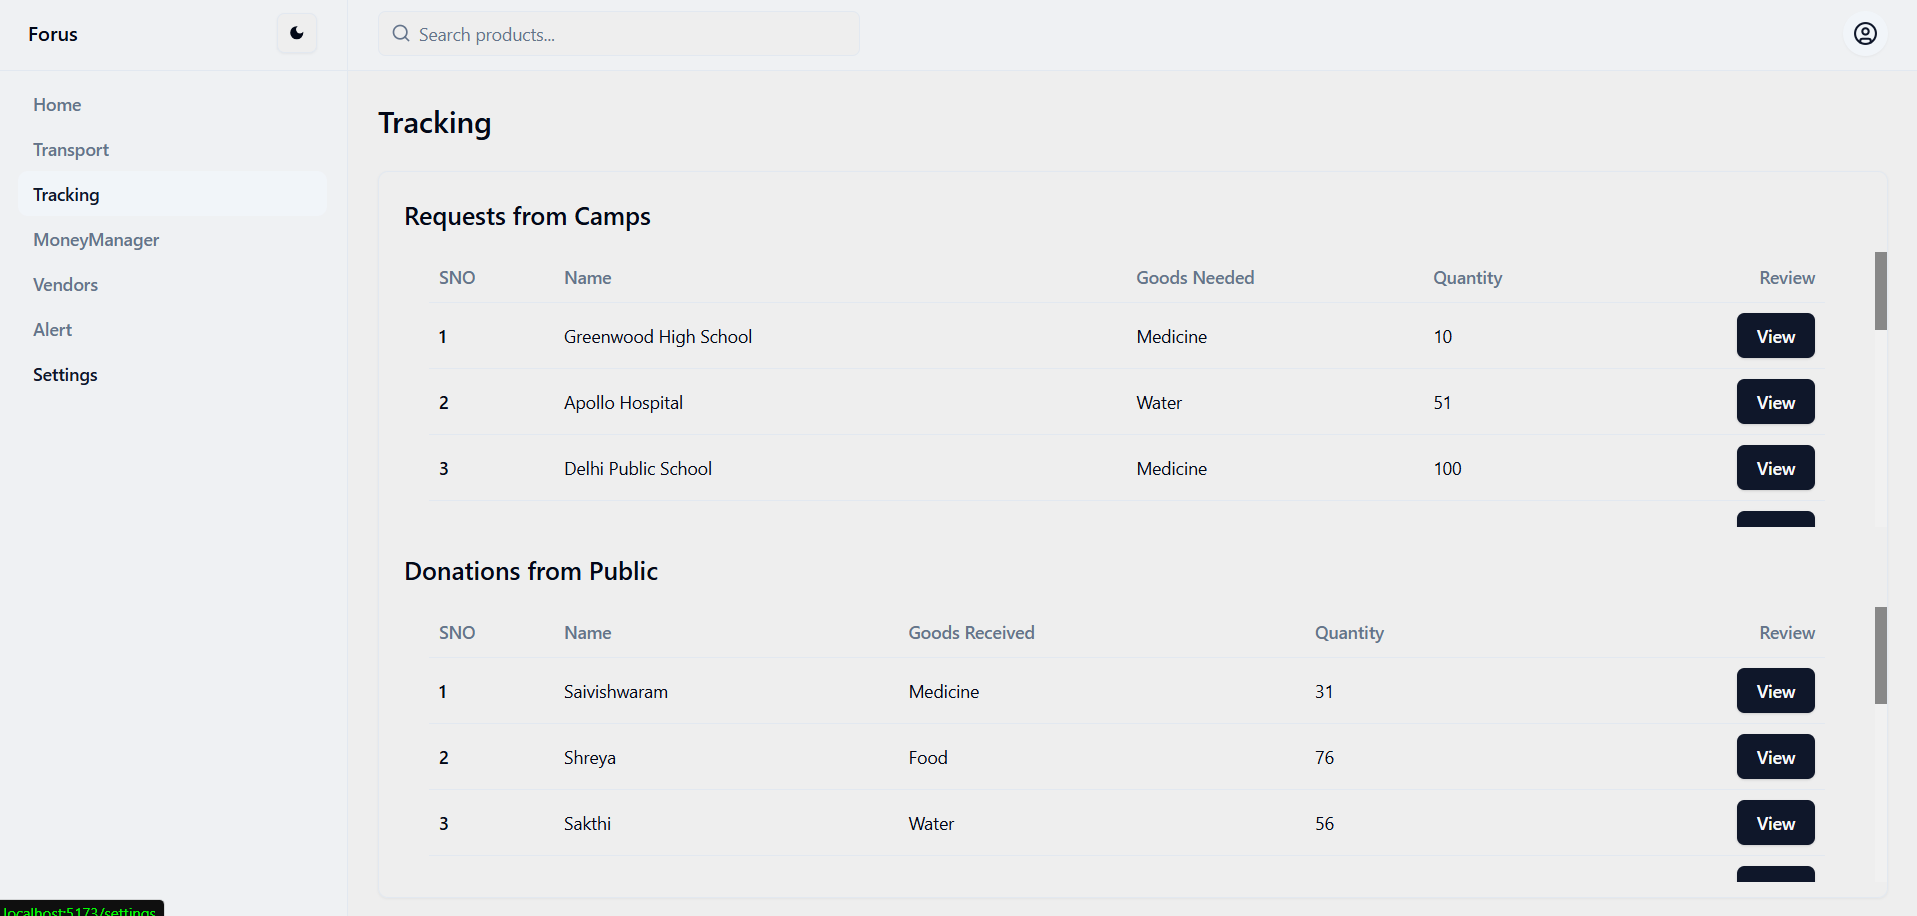 Forus
Search products...
Home
Transport
Tracking
MoneyManager
Vendors
Alert
Settings
Tracking
Requests from Camps
SNO Name Goods Needed Quantity Review
1 Greenwood High School Medicine 10 View
2 Apollo Hospital Water 51 View
3 Delhi Public School Medicine 100 View
Donations from Public
SNO Name Goods Received Quantity Review
1 Saivishwaram Medicine 31 View
2 Shreya Food 76 View
3 Sakthi Water 56 View
localhost:5173/settings